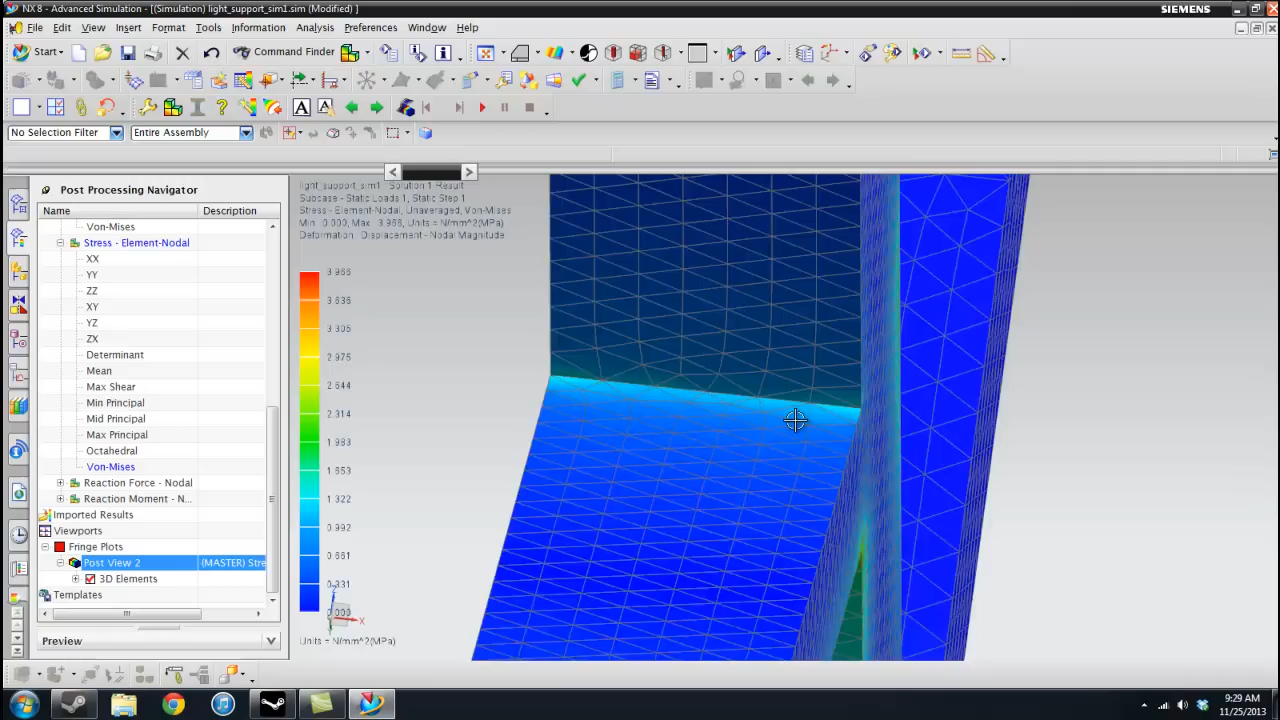 NX 8 - Advanced Simulation - [(Simulation) light_support_sim1.sim (Modified) ]
SIEMENS
File Edit View Insert Format Tools Information Analysis Preferences Window Help
Start Command Finder
No Selection Filter Entire Assembly
Post Processing Navigator
Name Description
Von-Mises
Stress - Element-Nodal
XX
YY
ZZ
XY
YZ
ZX
Determinant
Mean
Max Shear
Min Principal
Mid Principal
Max Principal
Octahedral
Von-Mises
Reaction Force - Nodal
Reaction Moment - N...
Imported Results
Viewports
Fringe Plots
Post View 2 (MASTER) Stre
3D Elements
Templates
Preview
light_support_sim1 : Solution 1 Result
Subcase - Static Loads 1, Static Step 1
Stress - Element-Nodal, Unaveraged, Von-Mises
Min : 0.000, Max : 3.966, Units = N/mm^2(MPa)
Deformation : Displacement - Nodal Magnitude
3.966
3.636
3.305
2.975
2.644
2.314
1.983
1.653
1.322
0.992
0.661
0.331
0.000
X
Units = N/mm^2(MPa)
9:29 AM
11/25/2013